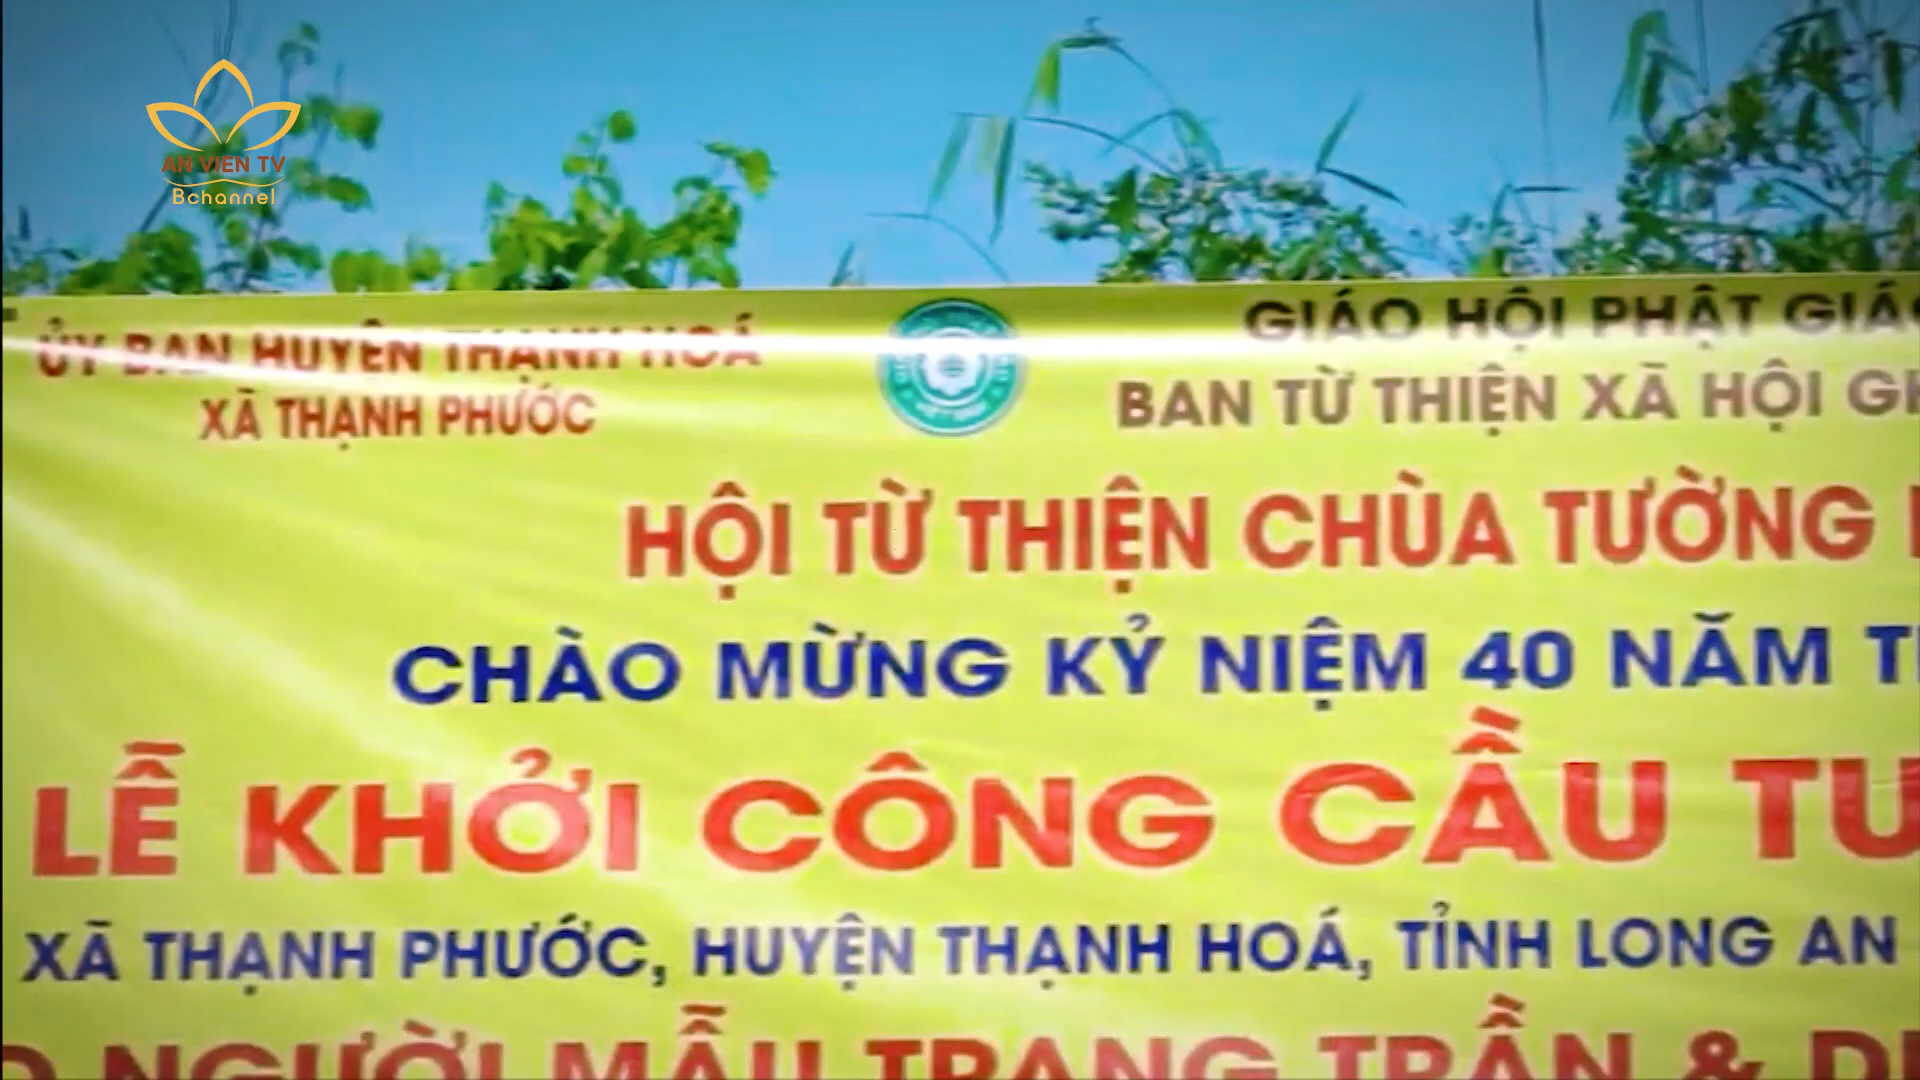 AN VIEN TV
Bchannel
ỦY BAN HUYỆN THẠNH HOÁ
XÃ THẠNH PHƯỚC
GIÁO HỘI PHẬT GIÁO
BAN TỪ THIỆN XÃ HỘI GH
HỘI TỪ THIỆN CHÙA TƯỜNG
CHÀO MỪNG KỶ NIỆM 40 NĂM T
LỄ KHỞI CÔNG CẦU TƯ
XÃ THẠNH PHƯỚC, HUYỆN THẠNH HOÁ, TỈNH LONG AN
NGƯỜI MẪU TRANG TRẦN & D